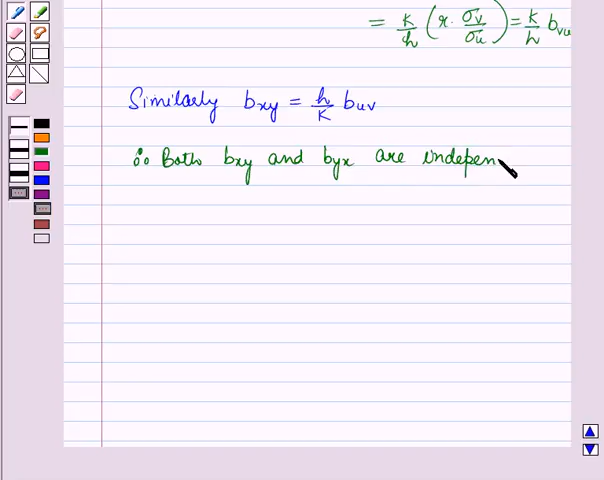 = k/h (r. σv/σu) = k/h bvu
Similarly bxy = h/k buv
∴ Both bxy and byx are indepen